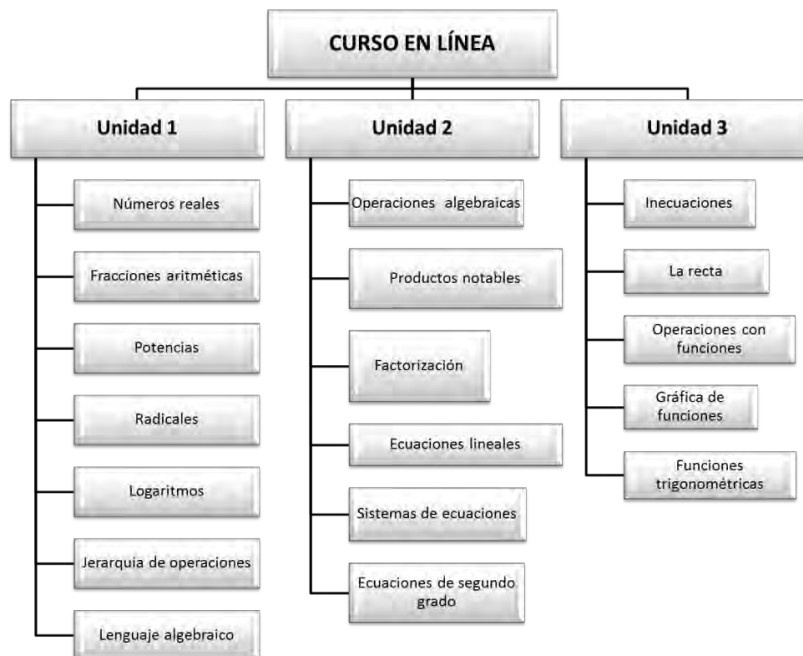 CURSO EN LÍNEA
Unidad 1
Números reales
Fracciones aritméticas
Potencias
Radicales
Logaritmos
Jerarquia de operaciones
Lenguaje algebraico
Unidad 2
Operaciones algebraicas
Productos notables
Factorización
Ecuaciones lineales
Sistemas de ecuaciones
Ecuaciones de segundo
grado
Unidad 3
Inecuaciones
La recta
Operaciones con
funciones
Gráfica de
funciones
Funciones
trigonométricas